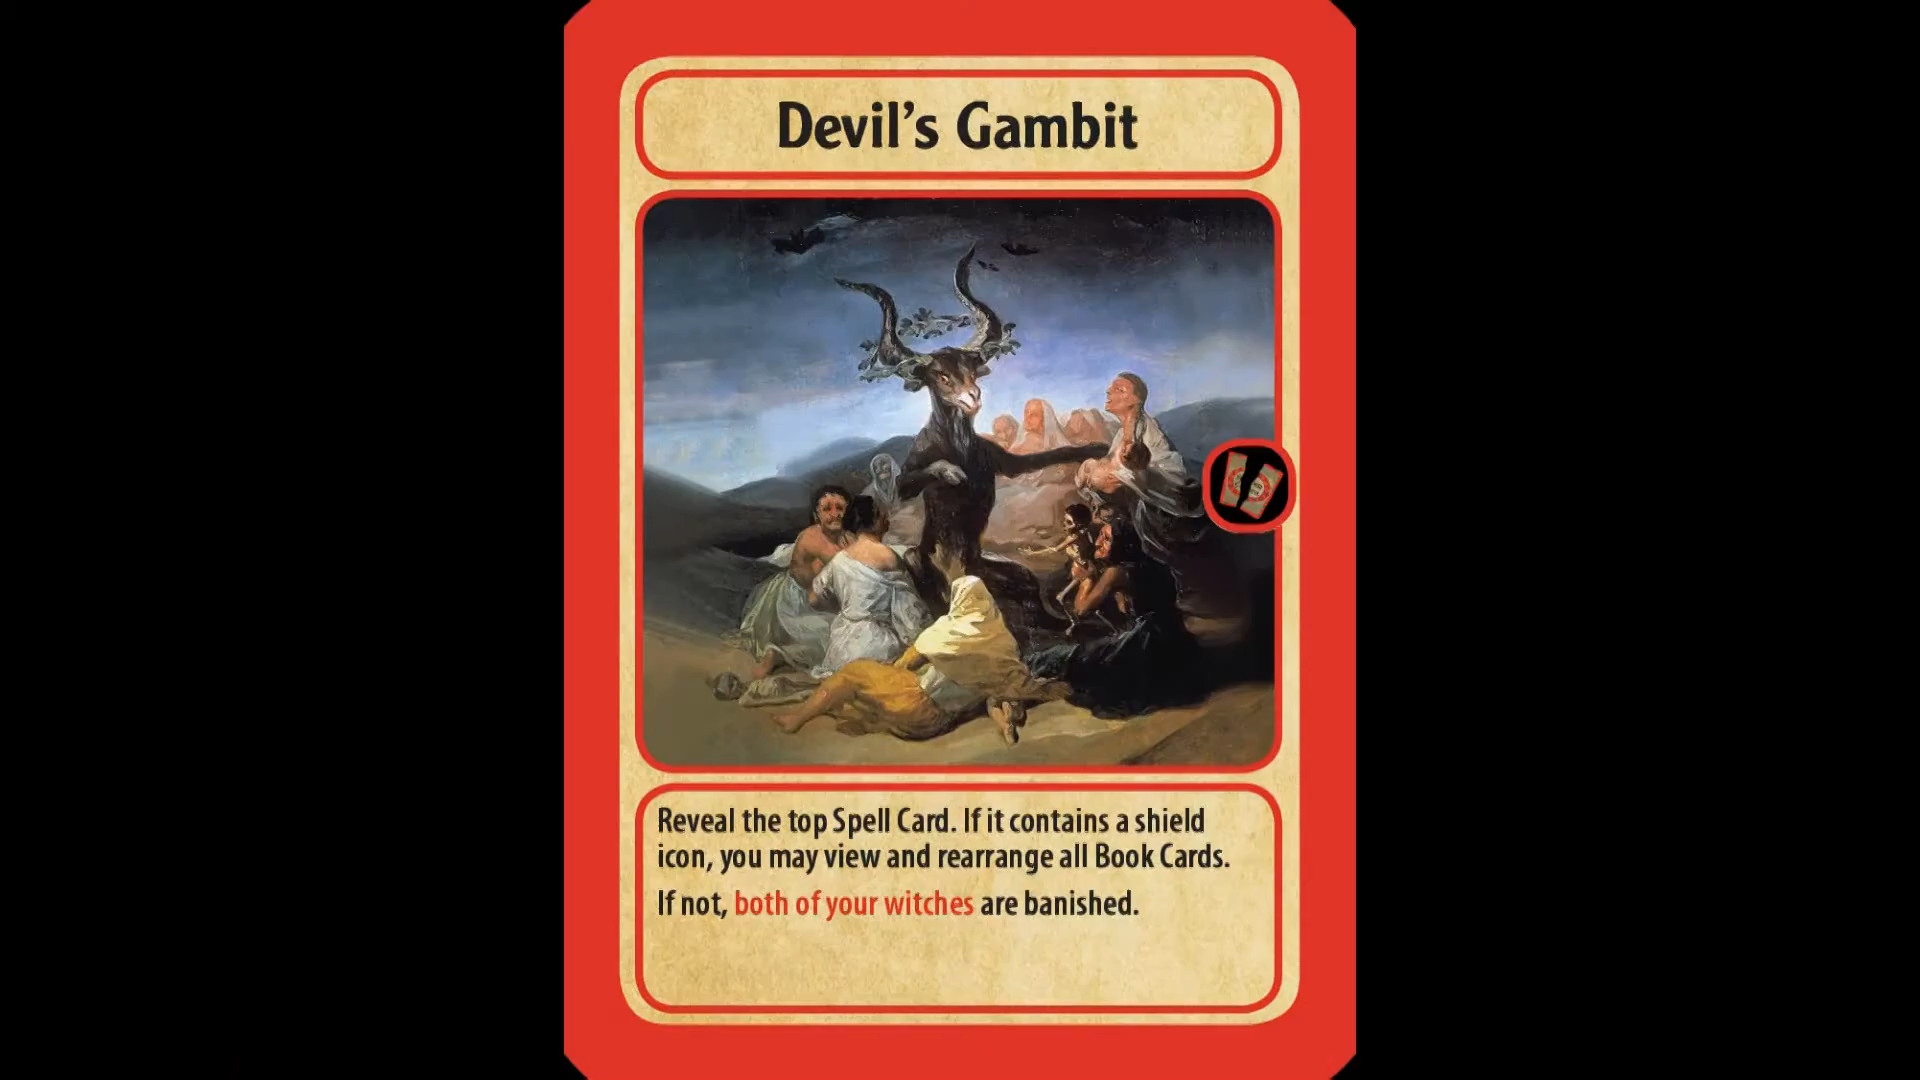 Devil's Gambit
Reveal the top Spell Card. If it contains a shield
icon, you may view and rearrange all Book Cards.
If not, both of your witches are banished.